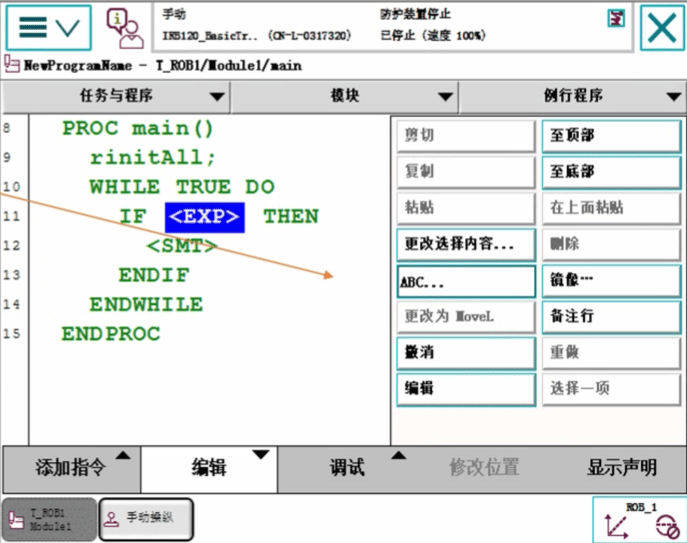 手动
防护装置停止
IRB120_BasicTr.. (CN-L-0317320)
已停止 (速度 100%)
NewProgramName - T_ROB1/Module1/main
任务与程序
模块
例行程序
8 PROC main()
9 rinitAll;
10 WHILE TRUE DO
11 IF <EXP> THEN
12 <SMT>
13 ENDIF
14 ENDWHILE
15 ENDPROC
剪切
至顶部
复制
至底部
粘贴
在上面粘贴
更改选择内容...
删除
ABC...
镜像…
更改为 MoveL
备注行
撤消
重做
编辑
选择一项
添加指令
编辑
调试
修改位置
显示声明
T_ROB1
Module1
手动操纵
ROB_1